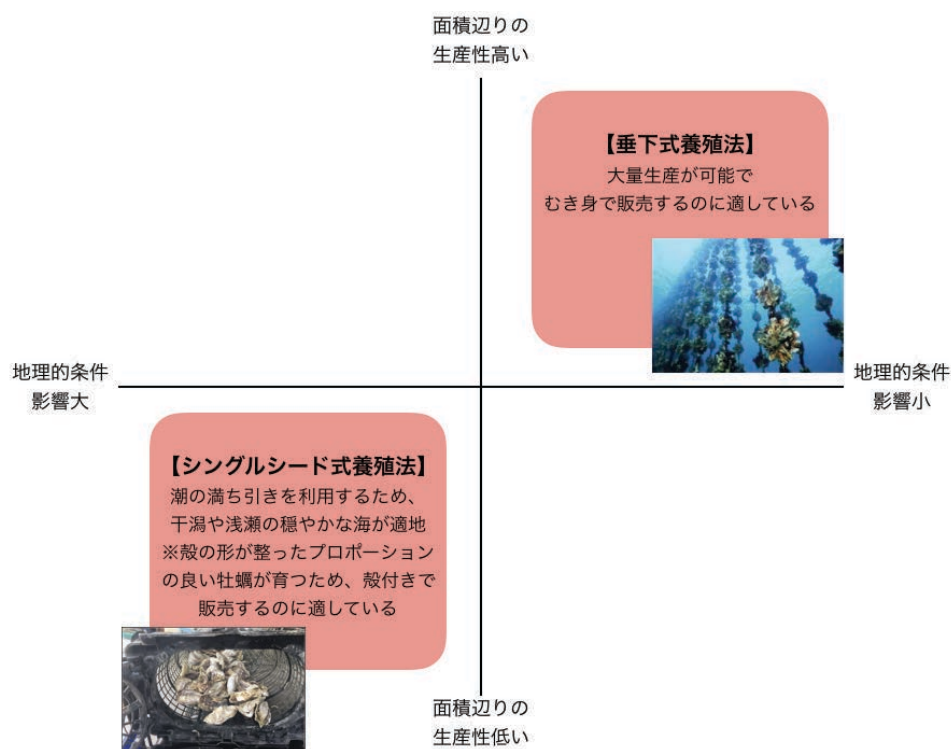 面積辺りの
生産性高い
【垂下式養殖法】
大量生産が可能で
むき身で販売するのに適している
地理的条件
影響大
地理的条件
影響小
【シングルシード式養殖法】
潮の満ち引きを利用するため、
干潟や浅瀬の穏やかな海が適地
※殻の形が整ったプロポーション
の良い牡蠣が育つため、殻付きで
販売するのに適している
面積辺りの
生産性低い